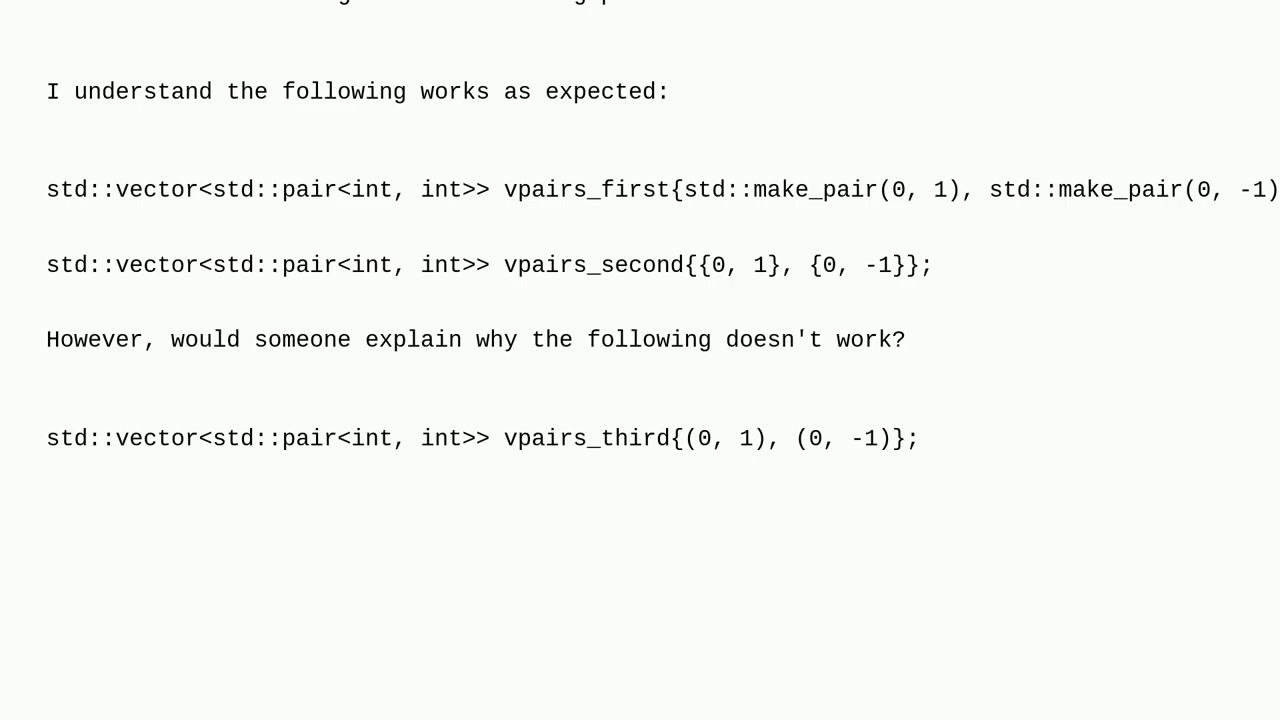 I understand the following works as expected:
std::vector<std::pair<int, int>> vpairs_first{std::make_pair(0, 1), std::make_pair(0, -1)
std::vector<std::pair<int, int>> vpairs_second{{0, 1}, {0, -1}};
However, would someone explain why the following doesn't work?
std::vector<std::pair<int, int>> vpairs_third{(0, 1), (0, -1)};